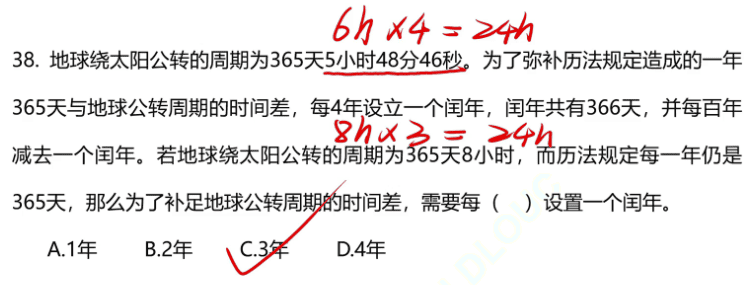 6h×4=24h
38. 地球绕太阳公转的周期为365天5小时48分46秒。为了弥补历法规定造成的一年
365天与地球公转周期的时间差，每4年设立一个闰年，闰年共有366天，并每百年
8h×3=24h
减去一个闰年。若地球绕太阳公转的周期为365天8小时，而历法规定每一年仍是
365天，那么为了补足地球公转周期的时间差，需要每（ ）设置一个闰年。
A.1年 B.2年 C.3年 D.4年
DLOUC